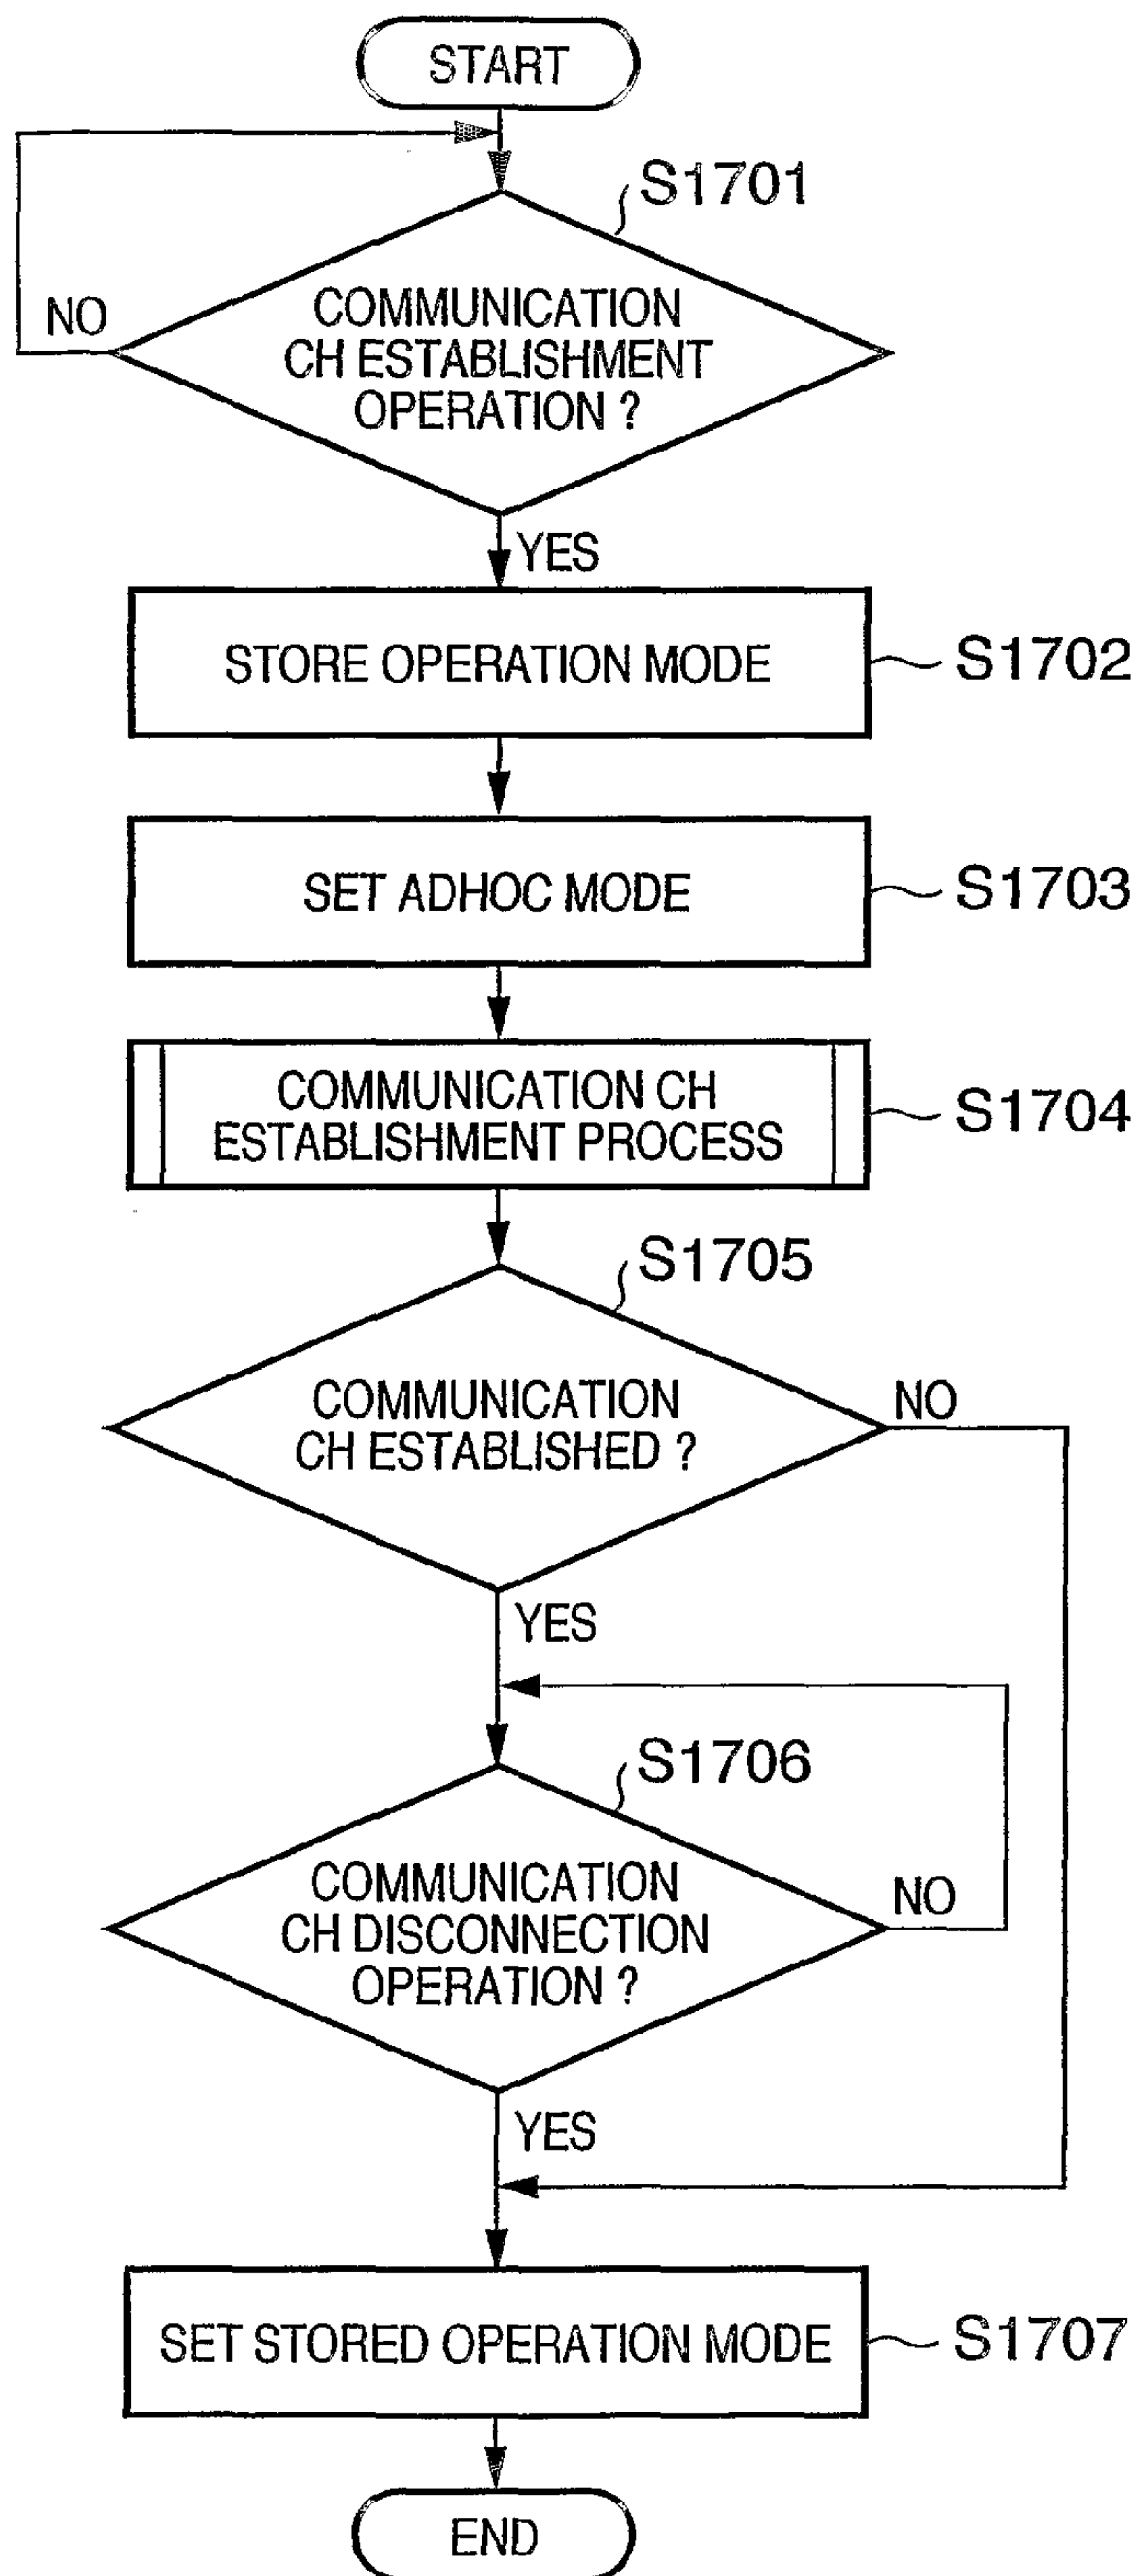 START
S1701
NO
COMMUNICATION
CH ESTABLISHMENT
OPERATION ?
YES
STORE OPERATION MODE
S1702
SET ADHOC MODE
S1703
COMMUNICATION CH
ESTABLISHMENT PROCESS
S1704
S1705
COMMUNICATION
CH ESTABLISHED ?
NO
YES
S1706
COMMUNICATION
CH DISCONNECTION
OPERATION ?
NO
YES
SET STORED OPERATION MODE
S1707
END